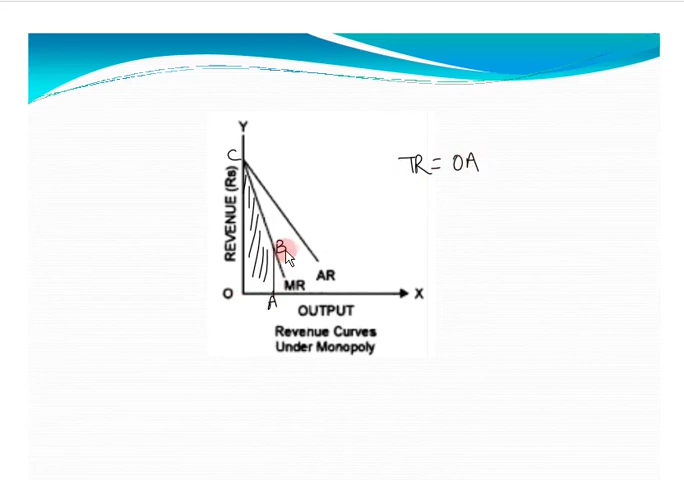 Y
C
TR = OA
REVENUE (Rs)
B
AR
MR
O
X
A
OUTPUT
Revenue Curves
Under Monopoly